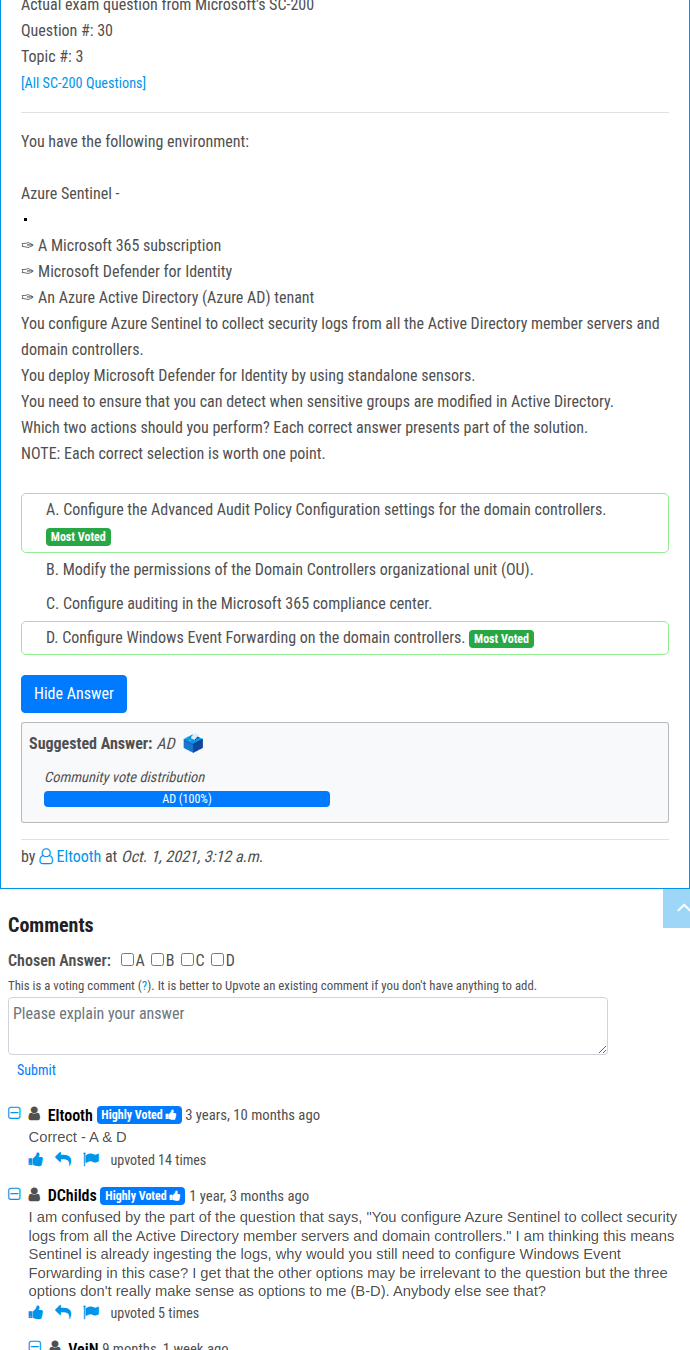 Actual exam question from Microsoft's SC-200
Question #: 30
Topic #: 3
[All SC-200 Questions]
You have the following environment:
Azure Sentinel -
▪
✑ A Microsoft 365 subscription
✑ Microsoft Defender for Identity
✑ An Azure Active Directory (Azure AD) tenant
You configure Azure Sentinel to collect security logs from all the Active Directory member servers and
domain controllers.
You deploy Microsoft Defender for Identity by using standalone sensors.
You need to ensure that you can detect when sensitive groups are modified in Active Directory.
Which two actions should you perform? Each correct answer presents part of the solution.
NOTE: Each correct selection is worth one point.
A. Configure the Advanced Audit Policy Configuration settings for the domain controllers.
Most Voted
B. Modify the permissions of the Domain Controllers organizational unit (OU).
C. Configure auditing in the Microsoft 365 compliance center.
D. Configure Windows Event Forwarding on the domain controllers. Most Voted
Hide Answer
Suggested Answer: AD
Community vote distribution
AD (100%)
by Eltooth at Oct. 1, 2021, 3:12 a.m.
Comments
Chosen Answer: A B C D
This is a voting comment (?). It is better to Upvote an existing comment if you don't have anything to add.
Please explain your answer
Submit
Eltooth Highly Voted 3 years, 10 months ago
Correct - A & D
upvoted 14 times
DChilds Highly Voted 1 year, 3 months ago
I am confused by the part of the question that says, "You configure Azure Sentinel to collect security
logs from all the Active Directory member servers and domain controllers." I am thinking this means
Sentinel is already ingesting the logs, why would you still need to configure Windows Event
Forwarding in this case? I get that the other options may be irrelevant to the question but the three
options don't really make sense as options to me (B-D). Anybody else see that?
upvoted 5 times
VeiN 9 months, 1 week ago